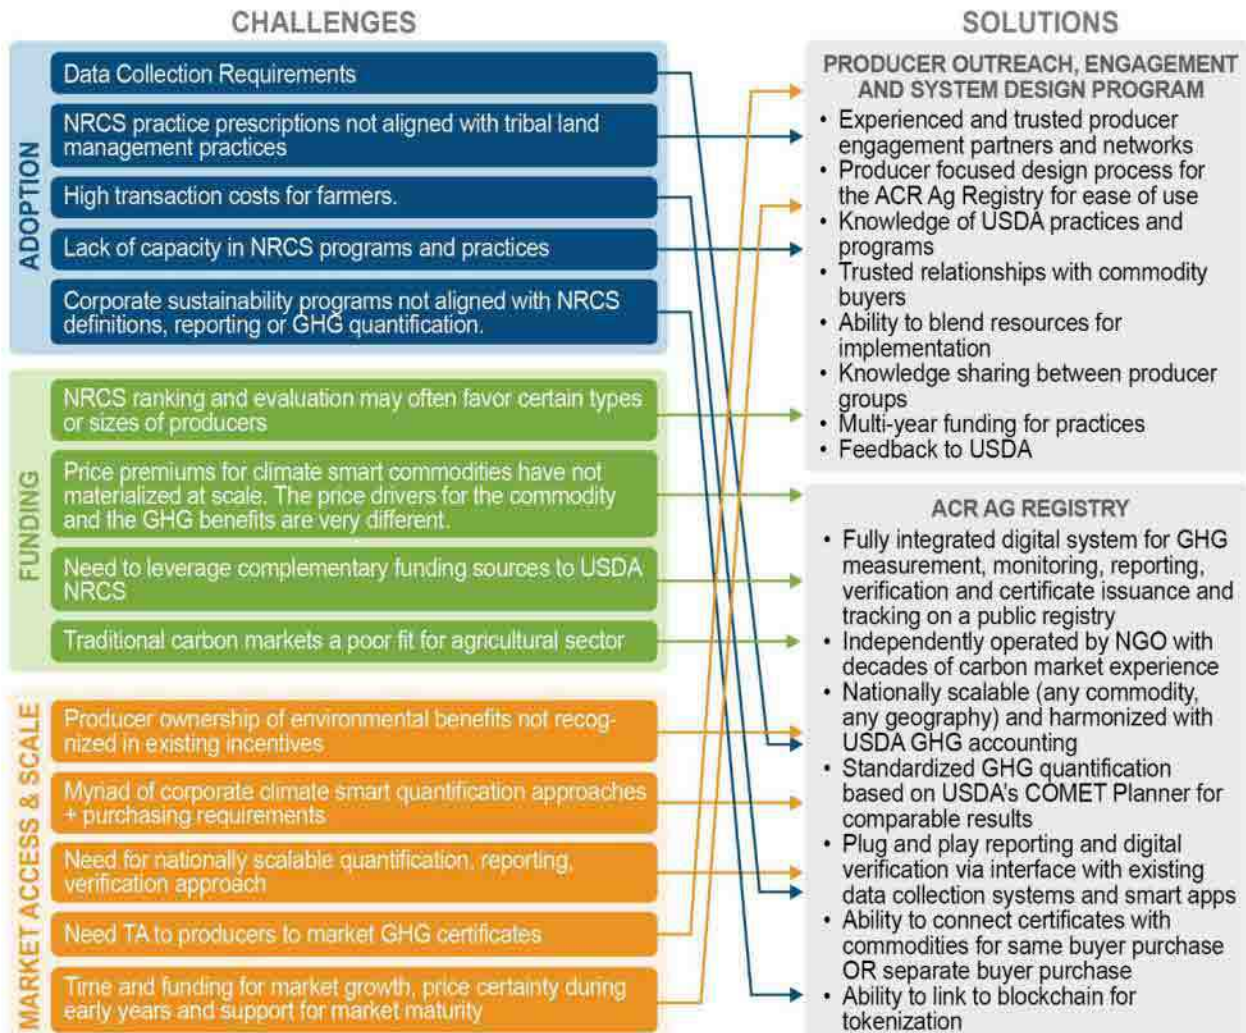 CHALLENGES
ADOPTION
Data Collection Requirements
NRCS practice prescriptions not aligned with tribal land
management practices
High transaction costs for farmers.
Lack of capacity in NRCS programs and practices
Corporate sustainability programs not aligned with NRCS
definitions, reporting or GHG quantification.
FUNDING
NRCS ranking and evaluation may often favor certain types
or sizes of producers
Price premiums for climate smart commodities have not
materialized at scale. The price drivers for the commodity
and the GHG benefits are very different.
Need to leverage complementary funding sources to USDA
NRCS
Traditional carbon markets a poor fit for agricultural sector
MARKET ACCESS & SCALE
Producer ownership of environmental benefits not recog-
nized in existing incentives
Myriad of corporate climate smart quantification approaches
+ purchasing requirements
Need for nationally scalable quantification, reporting,
verification approach
Need TA to producers to market GHG certificates
Time and funding for market growth, price certainty during
early years and support for market maturity
SOLUTIONS
PRODUCER OUTREACH, ENGAGEMENT
AND SYSTEM DESIGN PROGRAM
• Experienced and trusted producer
engagement partners and networks
• Producer focused design process for
the ACR Ag Registry for ease of use
• Knowledge of USDA practices and
programs
• Trusted relationships with commodity
buyers
• Ability to blend resources for
implementation
• Knowledge sharing between producer
groups
• Multi-year funding for practices
• Feedback to USDA
ACR AG REGISTRY
• Fully integrated digital system for GHG
measurement, monitoring, reporting,
verification and certificate issuance and
tracking on a public registry
• Independently operated by NGO with
decades of carbon market experience
• Nationally scalable (any commodity,
any geography) and harmonized with
USDA GHG accounting
• Standardized GHG quantification
based on USDA's COMET Planner for
comparable results
• Plug and play reporting and digital
verification via interface with existing
data collection systems and smart apps
• Ability to connect certificates with
commodities for same buyer purchase
OR separate buyer purchase
• Ability to link to blockchain for
tokenization